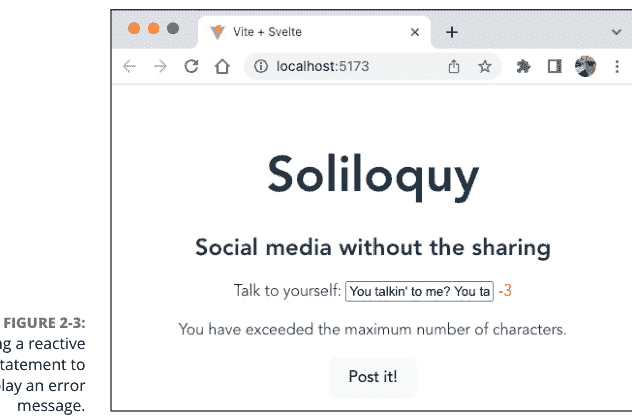 Vite + Svelte
localhost:5173
Soliloquy
Social media without the sharing
Talk to yourself: You talkin' to me? You ta -3
You have exceeded the maximum number of characters.
Post it!
FIGURE 2-3:
a reactive
to
an error
message.